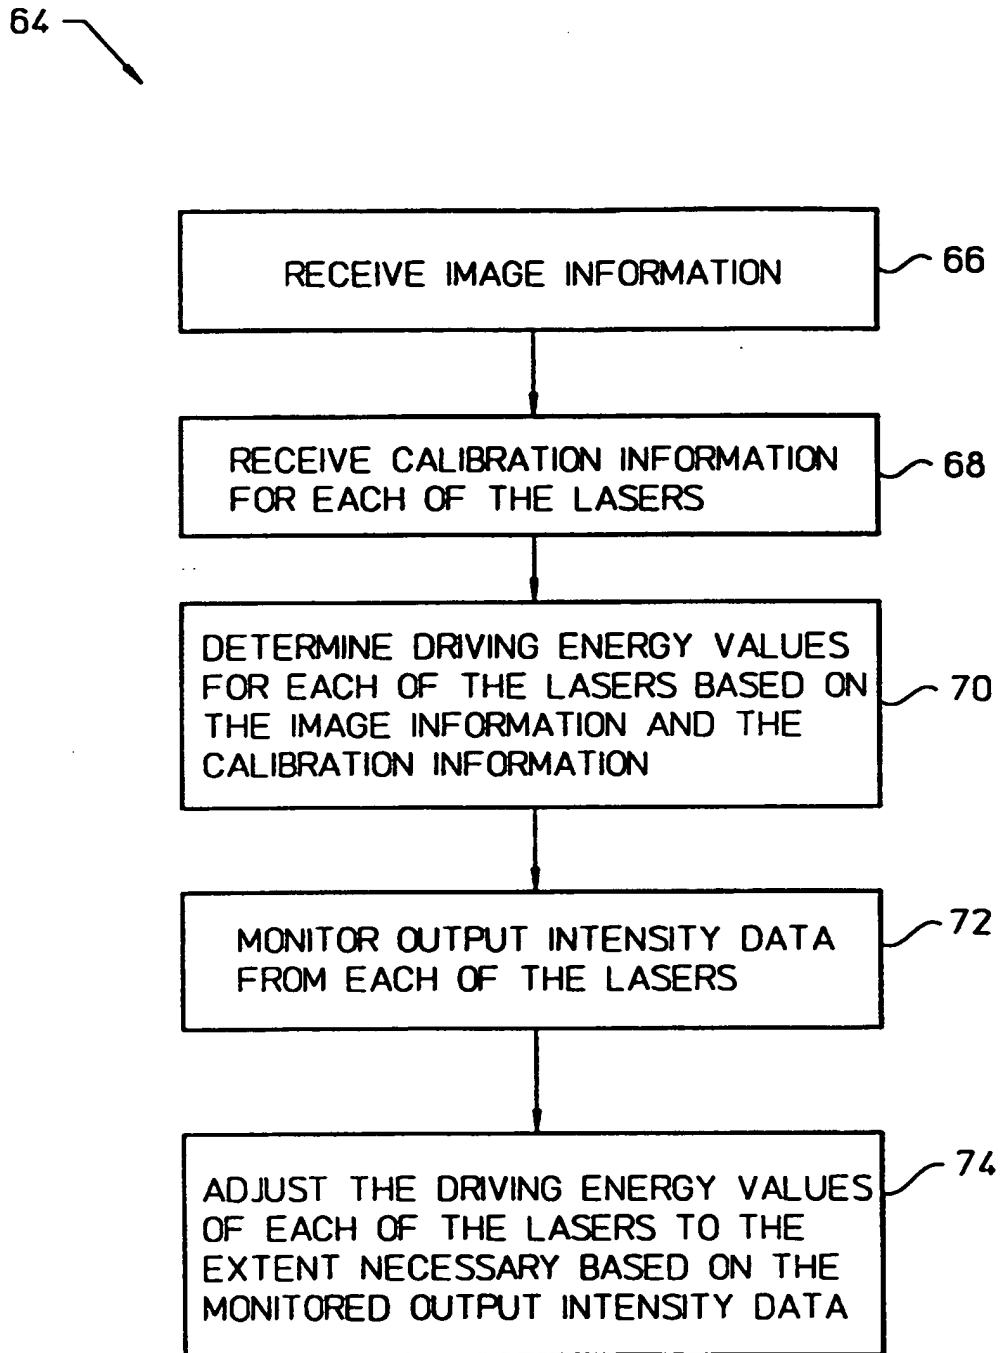 64
RECEIVE IMAGE INFORMATION
66
RECEIVE CALIBRATION INFORMATION
FOR EACH OF THE LASERS
68
DETERMINE DRIVING ENERGY VALUES
FOR EACH OF THE LASERS BASED ON
THE IMAGE INFORMATION AND THE
CALIBRATION INFORMATION
70
MONITOR OUTPUT INTENSITY DATA
FROM EACH OF THE LASERS
72
ADJUST THE DRIVING ENERGY VALUES
OF EACH OF THE LASERS TO THE
EXTENT NECESSARY BASED ON THE
MONITORED OUTPUT INTENSITY DATA
74